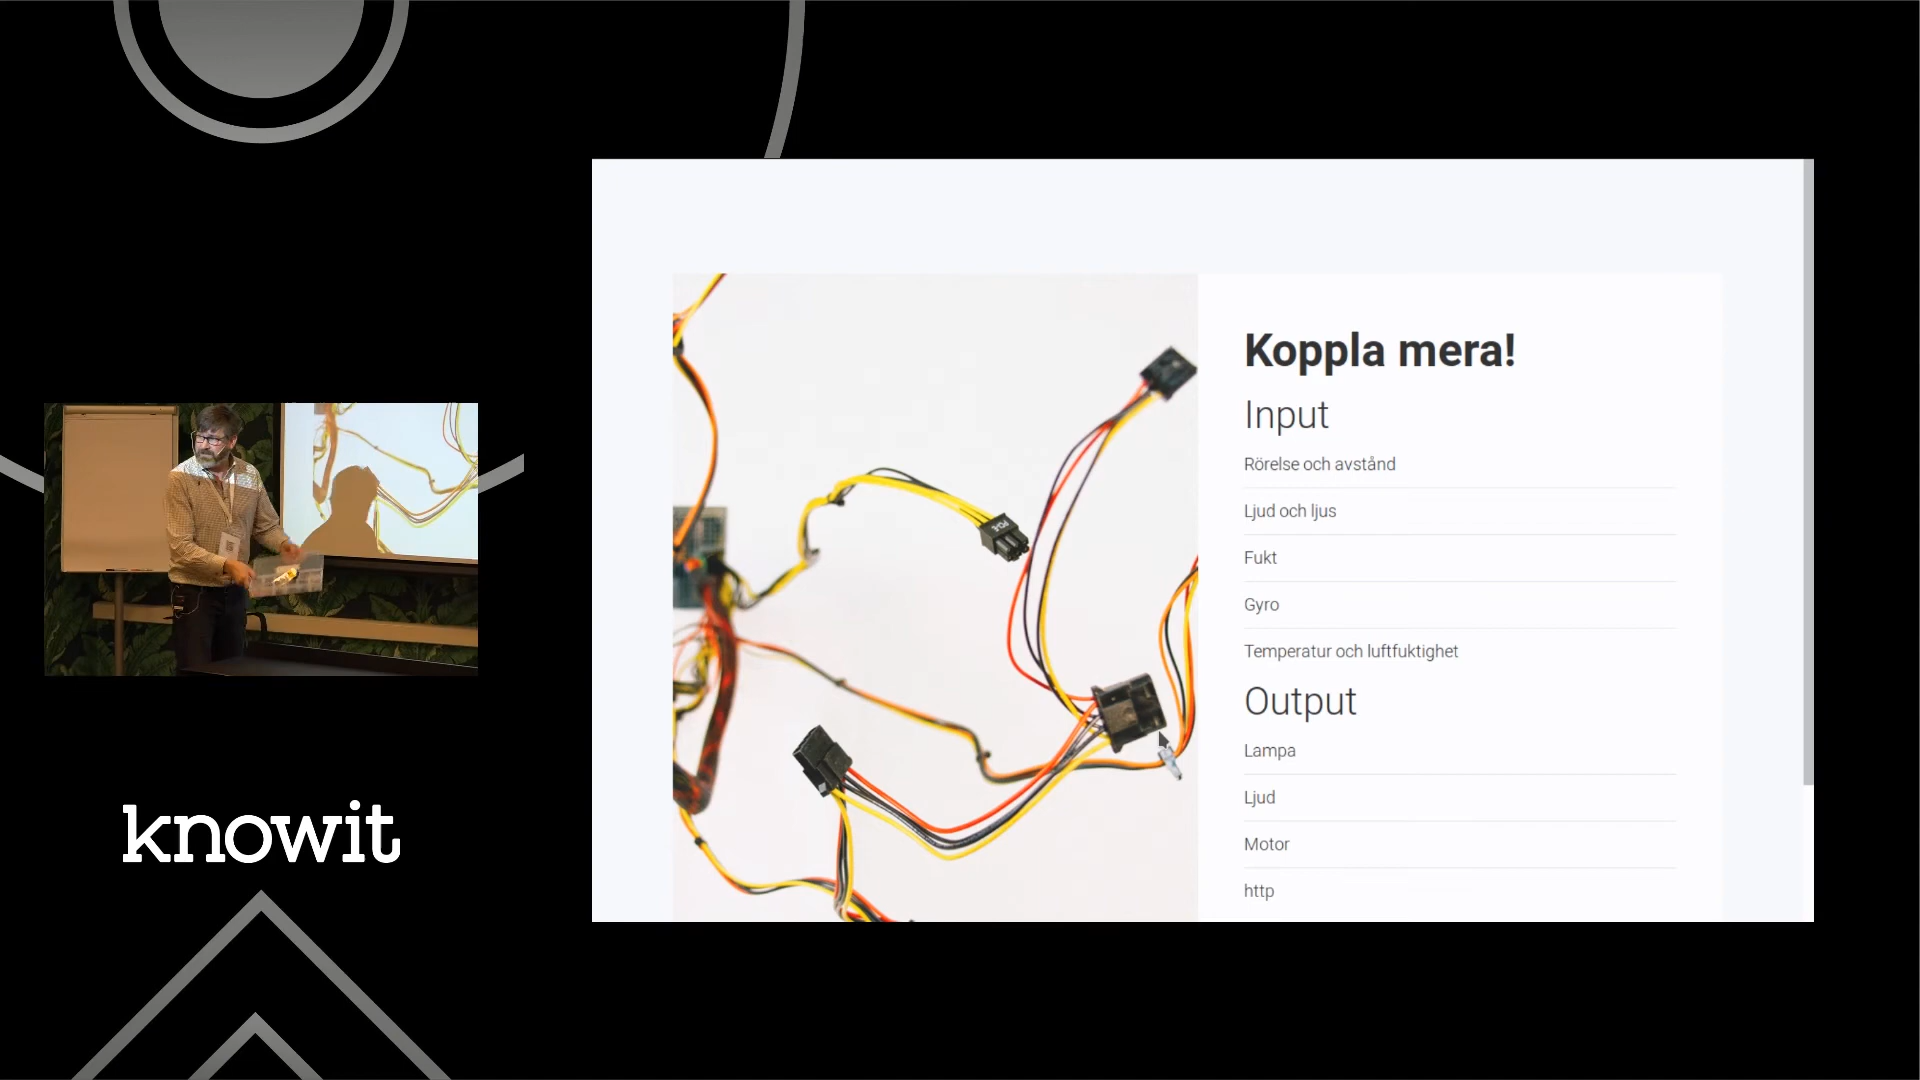 Koppla mera!
Input
Rörelse och avstånd
Ljud och ljus
Fukt
Gyro
Temperatur och luftfuktighet
Output
Lampa
Ljud
Motor
http
knowit